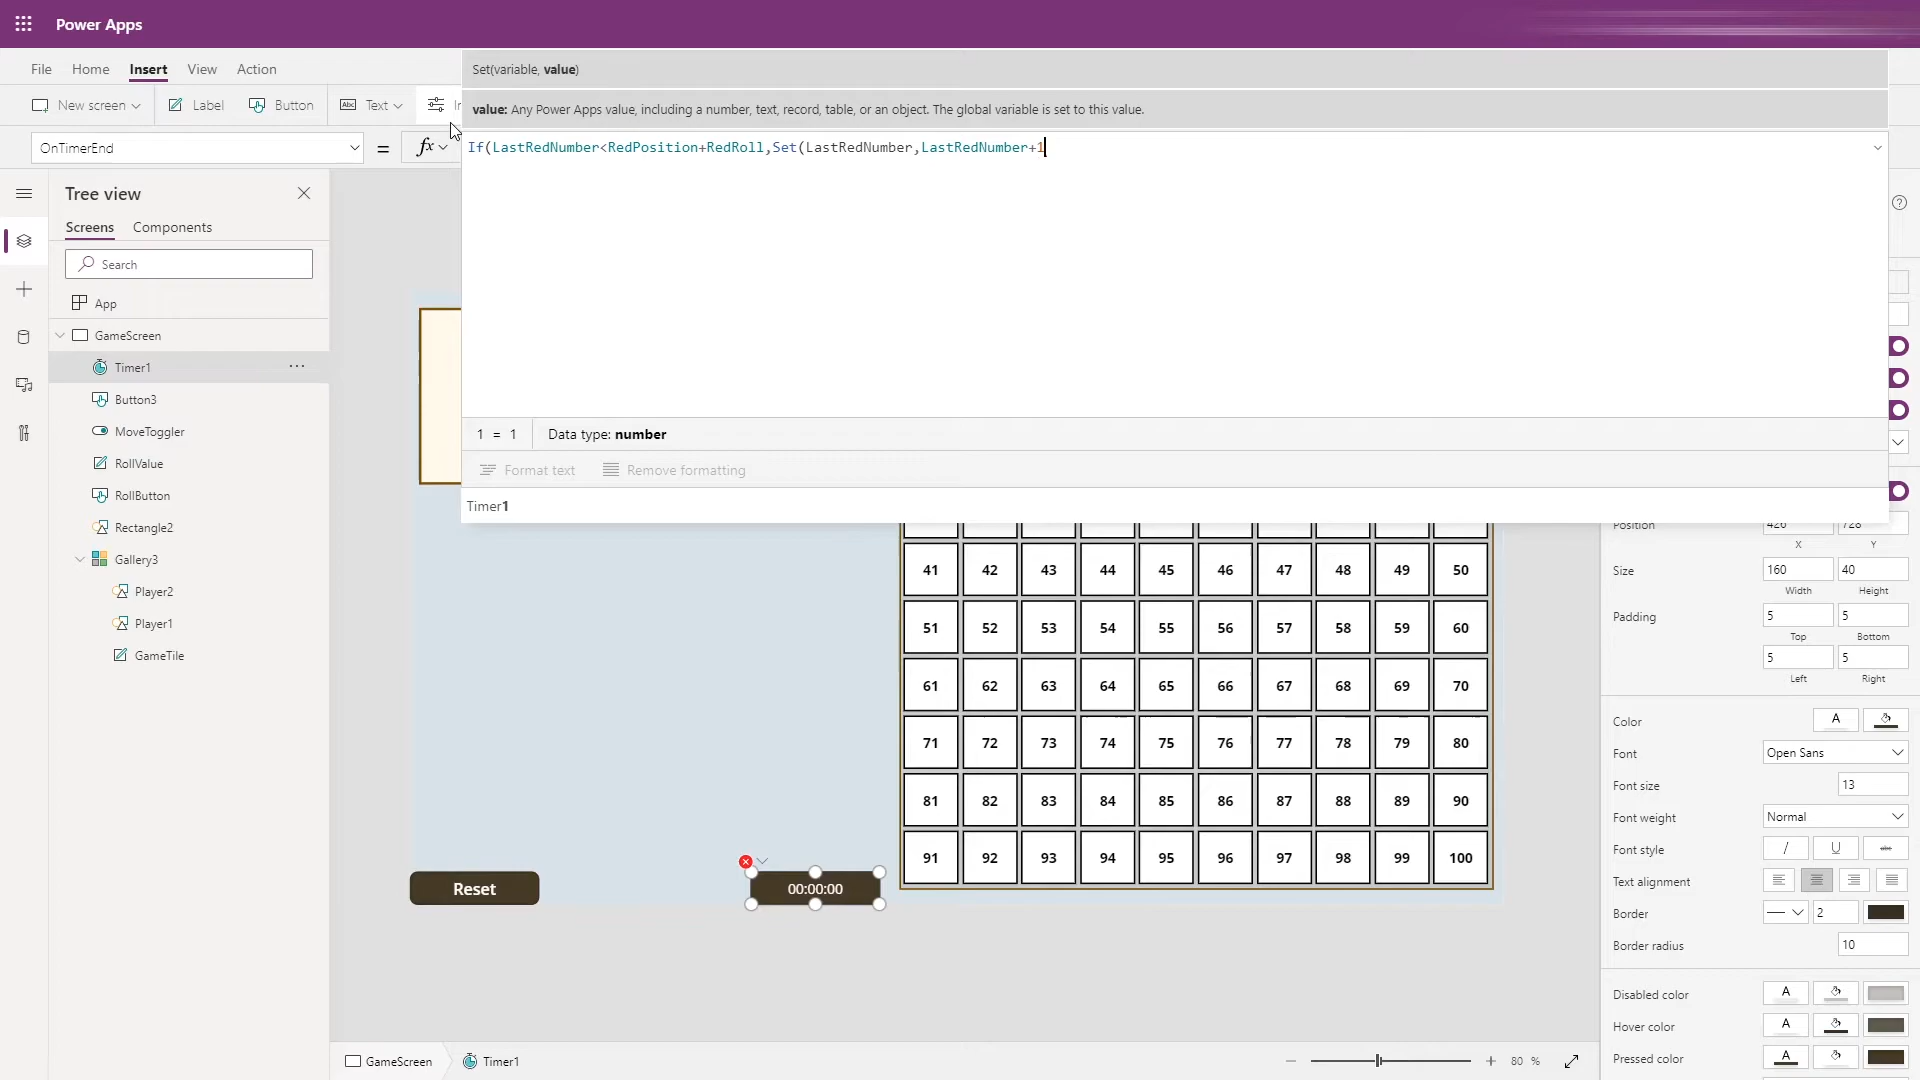 Power Apps
File Home Insert View Action
New screen Label Button Text
Set(variable, value)
value: Any Power Apps value, including a number, text, record, table, or an object. The global variable is set to this value.
OnTimerEnd = fx
If(LastRedNumber<RedPosition+RedRoll,Set(LastRedNumber,LastRedNumber+1
1 = 1 Data type: number
Format text Remove formatting
Timer1
Tree view
Screens Components
Search
App
GameScreen
Timer1
Button3
MoveToggler
RollValue
RollButton
Rectangle2
Gallery3
Player2
Player1
GameTile
41 42 43 44 45 46 47 48 49 50
51 52 53 54 55 56 57 58 59 60
61 62 63 64 65 66 67 68 69 70
71 72 73 74 75 76 77 78 79 80
81 82 83 84 85 86 87 88 89 90
91 92 93 94 95 96 97 98 99 100
Reset
00:00:00
Position 426 728
X Y
Size 160 40
Width Height
Padding 5 5
Top Bottom
5 5
Left Right
Color A
Font Open Sans
Font size 13
Font weight Normal
Font style / U abc
Text alignment
Border 2
Border radius 10
Disabled color A
Hover color A
Pressed color A
GameScreen Timer1
80 %